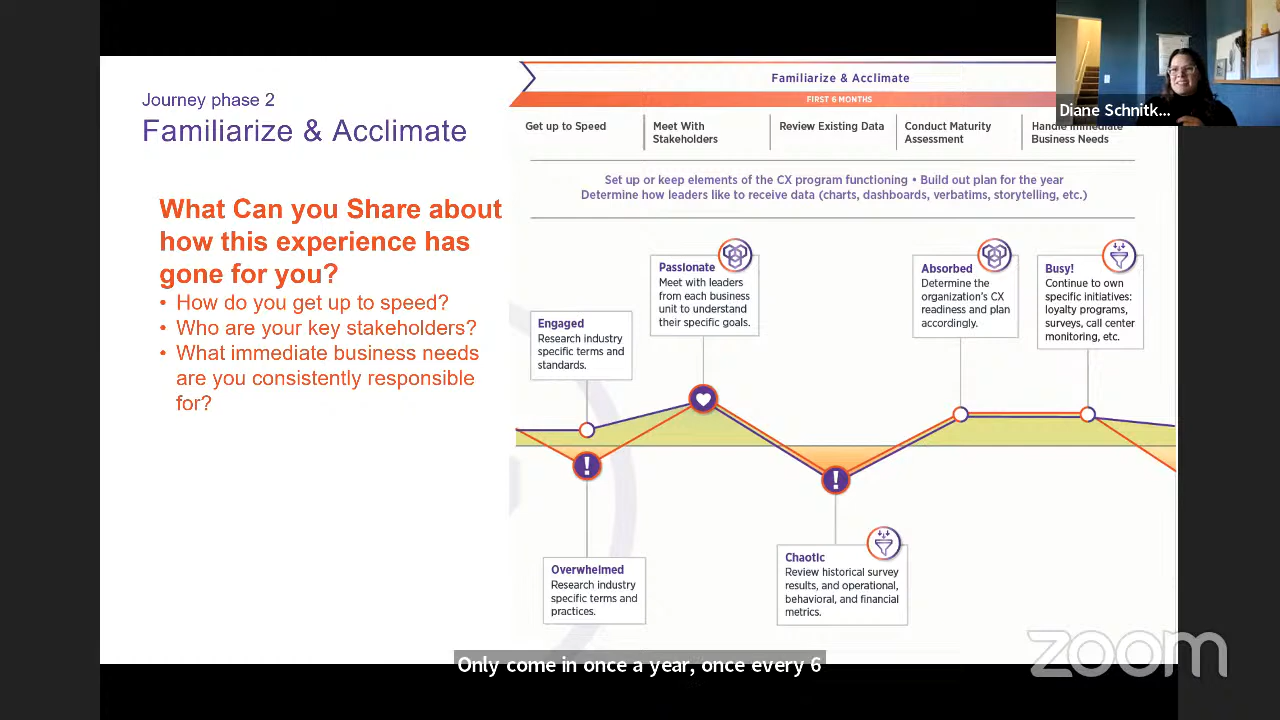 Journey phase 2
Familiarize & Acclimate
What Can you Share about
how this experience has
gone for you?
• How do you get up to speed?
• Who are your key stakeholders?
• What immediate business needs
are you consistently responsible
for?
Familiarize & Acclimate
FIRST 6 MONTHS
Get up to Speed
Meet With
Stakeholders
Review Existing Data
Conduct Maturity
Assessment
Handle Immediate
Business Needs
Set up or keep elements of the CX program functioning • Build out plan for the year
Determine how leaders like to receive data (charts, dashboards, verbatims, storytelling, etc.)
Engaged
Research industry
specific terms and
standards.
Passionate
Meet with leaders
from each business
unit to understand
their specific goals.
Absorbed
Determine the
organization's CX
readiness and plan
accordingly.
Busy!
Continue to own
specific initiatives:
loyalty programs,
surveys, call center
monitoring, etc.
!
!
Overwhelmed
Research industry
specific terms and
practices.
Chaotic
Review historical survey
results, and operational,
behavioral, and financial
metrics.
Diane Schnitk...
Only come in once a year, once every 6
zoom